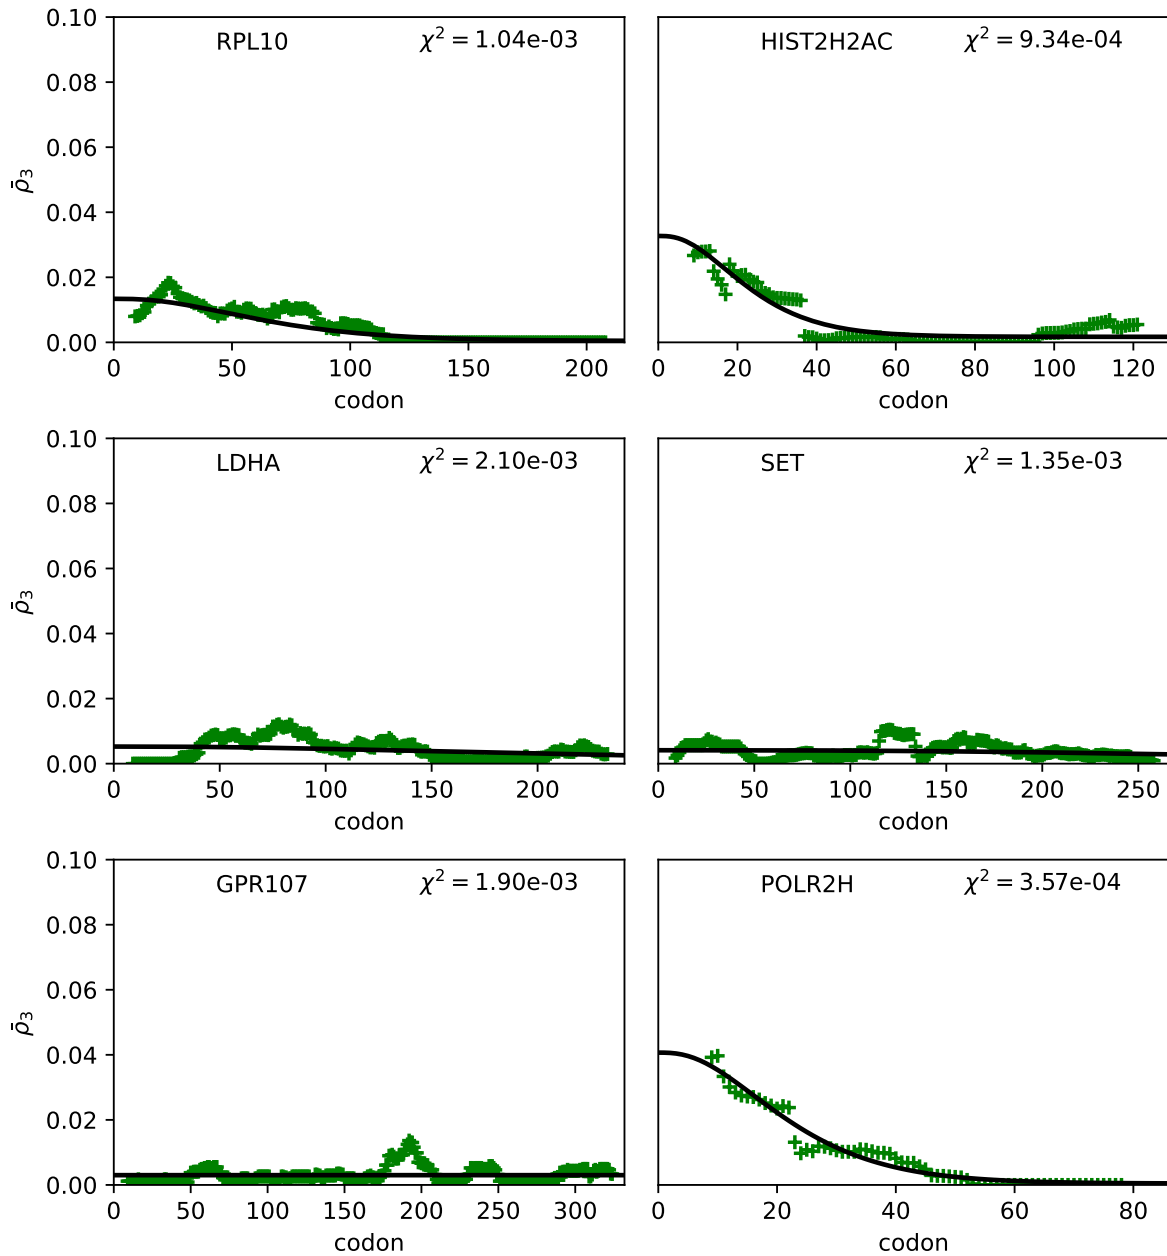 RPL10 χ² = 1.04e-03
0.10
0.08
0.06
0.04
0.02
0.00
ρ̄₃
0 50 100 150 200
codon
HIST2H2AC χ² = 9.34e-04
0 20 40 60 80 100 120
codon
LDHA χ² = 2.10e-03
0.10
0.08
0.06
0.04
0.02
0.00
ρ̄₃
0 50 100 150 200
codon
SET χ² = 1.35e-03
0 50 100 150 200 250
codon
GPR107 χ² = 1.90e-03
0.10
0.08
0.06
0.04
0.02
0.00
ρ̄₃
0 50 100 150 200 250 300
codon
POLR2H χ² = 3.57e-04
0 20 40 60 80
codon